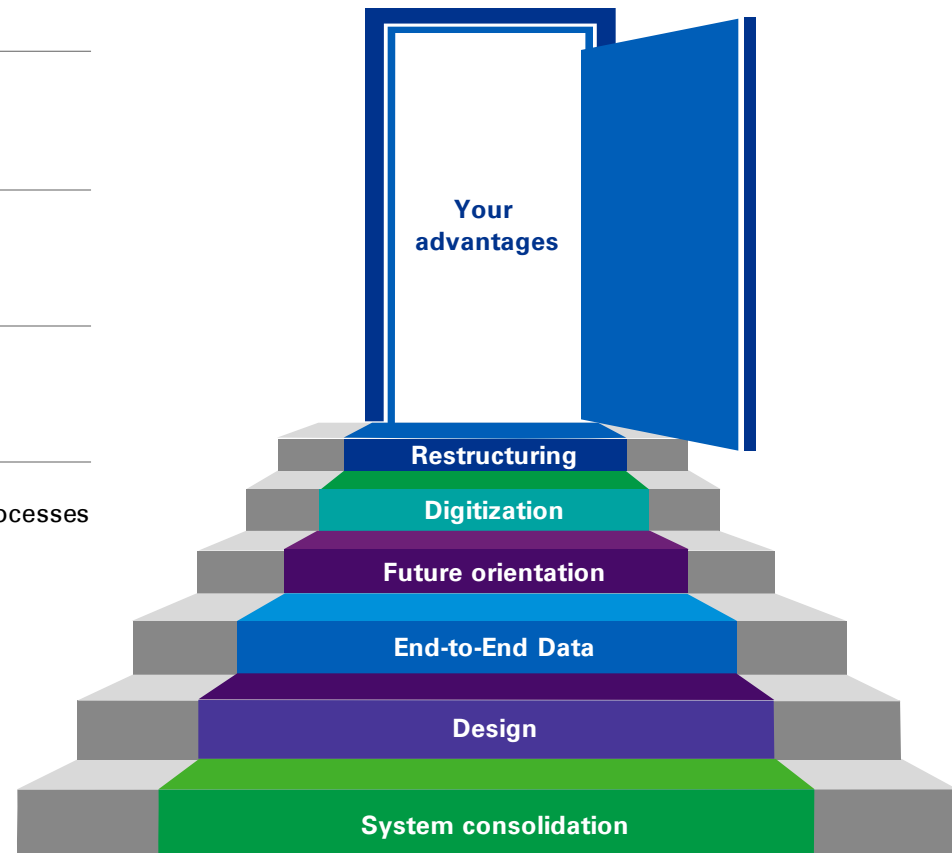 Your
advantages
Restructuring
Digitization
Future orientation
End-to-End Data
Design
System consolidation